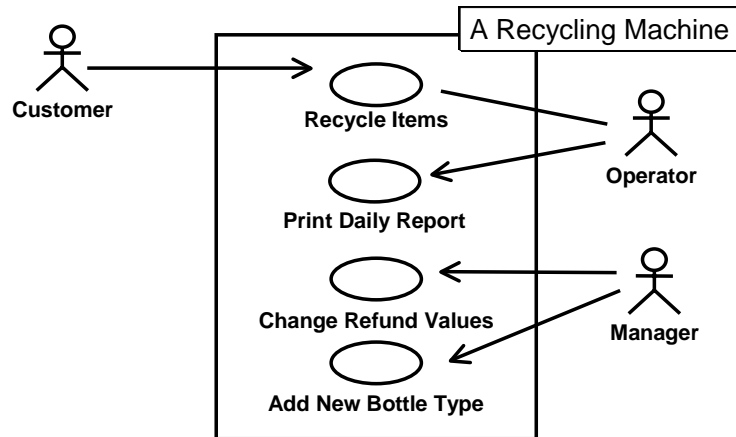 A Recycling Machine
Customer
Recycle Items
Operator
Print Daily Report
Change Refund Values
Manager
Add New Bottle Type